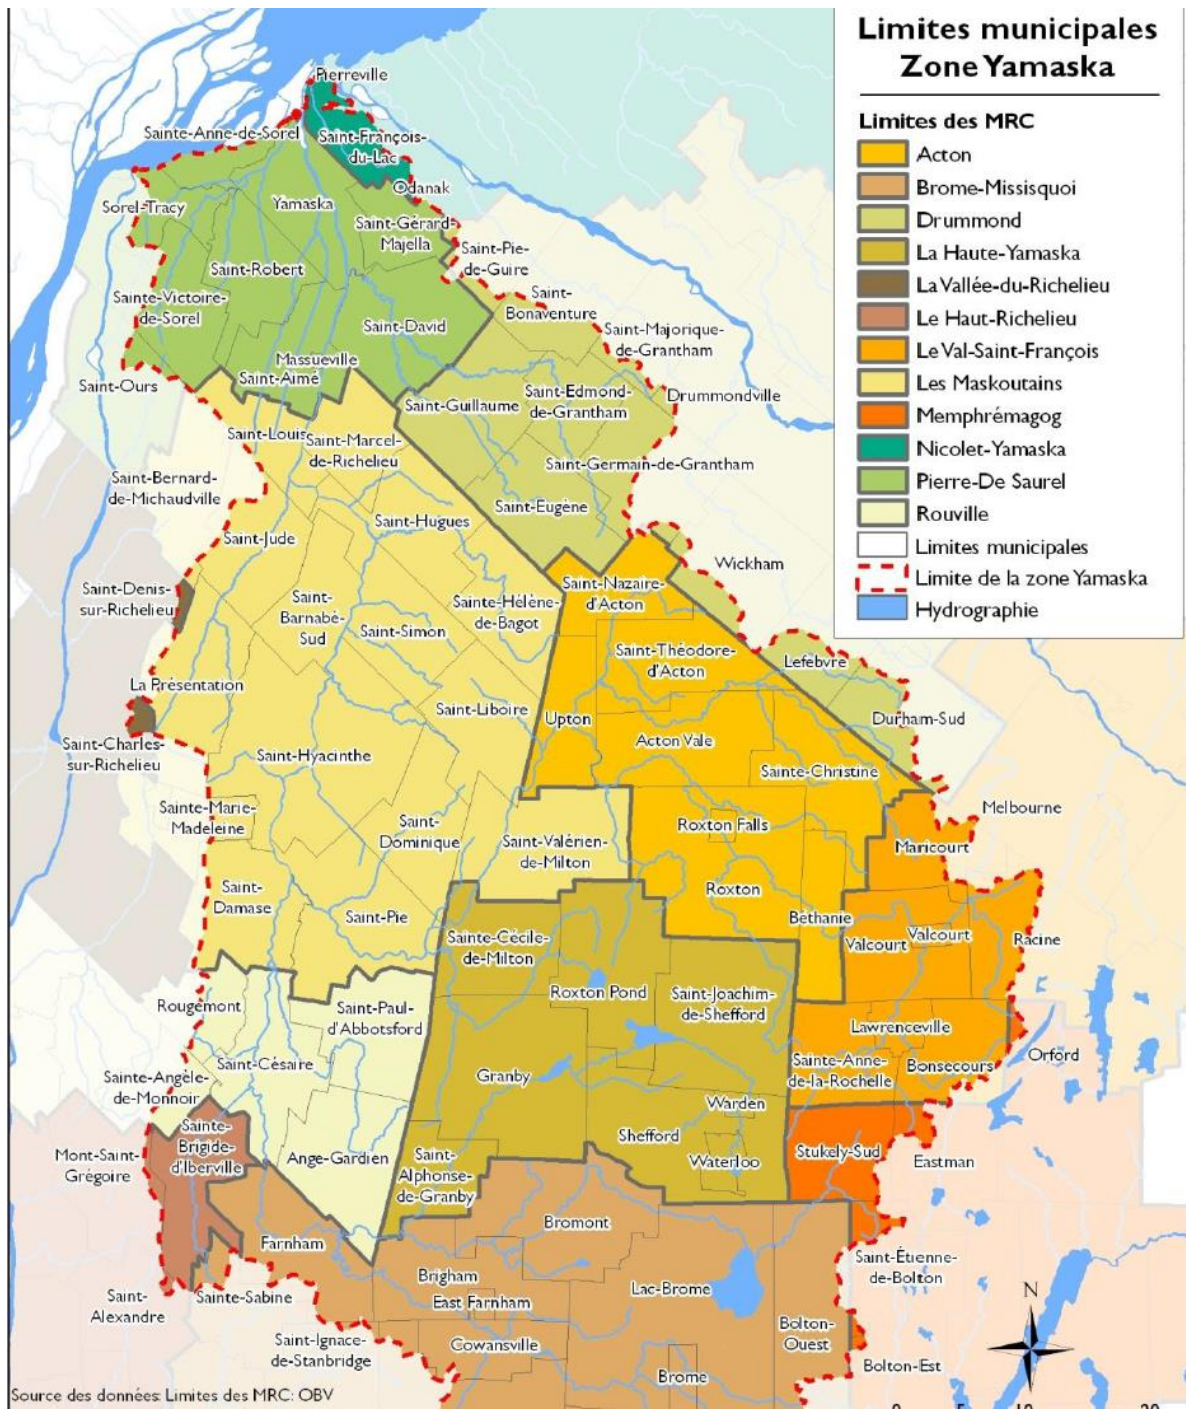 Limites municipales
Zone Yamaska
Limites des MRC
Acton
Brome-Missisquoi
Drummond
La Haute-Yamaska
La Vallée-du-Richelieu
Le Haut-Richelieu
Le Val-Saint-François
Les Maskoutains
Memphrémagog
Nicolet-Yamaska
Pierre-De Saurel
Rouville
Limites municipales
Limite de la zone Yamaska
Hydrographie
Pierreville
Sainte-Anne-de-Sorel
Saint-François-
du-Lac
Odanak
Sorel-Tracy
Yamaska
Saint-Gérard-
Majella
Saint-Pie-
de-Guire
Saint-Robert
Sainte-Victoire-
de-Sorel
Saint-
Bonaventure
Saint-David
Saint-Majorique-
de-Grantham
Massueville
Saint-Aimé
Saint-Ours
Saint-Edmond-
de-Grantham
Drummondville
Saint-Guillaume
Saint-Louis
Saint-Marcel-
de-Richelieu
Saint-Germain-de-Grantham
Saint-Bernard-
de-Michaudville
Saint-Eugène
Saint-Hugues
Saint-Jude
Wickham
Saint-Nazaire-
d'Acton
Saint-Denis-
sur-Richelieu
Saint-
Barnabé-
Sud
Sainte-Hélène-
de-Bagot
Saint-Simon
Saint-Théodore-
d'Acton
Lefebvre
La Présentation
Saint-Liboire
Upton
Durham-Sud
Acton Vale
Saint-Charles-
sur-Richelieu
Saint-Hyacinthe
Sainte-Christine
Sainte-Marie-
Madeleine
Melbourne
Saint-
Dominique
Saint-Valérien-
de-Milton
Roxton Falls
Maricourt
Saint-
Damase
Saint-Pie
Roxton
Béthanie
Sainte-Cécile-
de-Milton
Valcourt
Valcourt
Racine
Rougemont
Saint-Paul-
d'Abbotsford
Roxton Pond
Saint-Joachim-
de-Shefford
Lawrenceville
Saint-Césaire
Granby
Sainte-Anne-
de-la-Rochelle
Bonsecours
Orford
Sainte-Angèle-
de-Monnoir
Warden
Sainte-
Brigide-
d'Iberville
Shefford
Mont-Saint-
Grégoire
Ange-Gardien
Saint-
Alphonse-
de-Granby
Waterloo
Stukely-Sud
Eastman
Farnham
Bromont
Saint-Étienne-
de-Bolton
Brigham
Lac-Brome
Saint-
Alexandre
Sainte-Sabine
East Farnham
Bolton-
Ouest
Saint-Ignace-
de-Stanbridge
Cowansville
Bolton-Est
Brome
N
Source des données: Limites des MRC: OBV
0 5 10 20